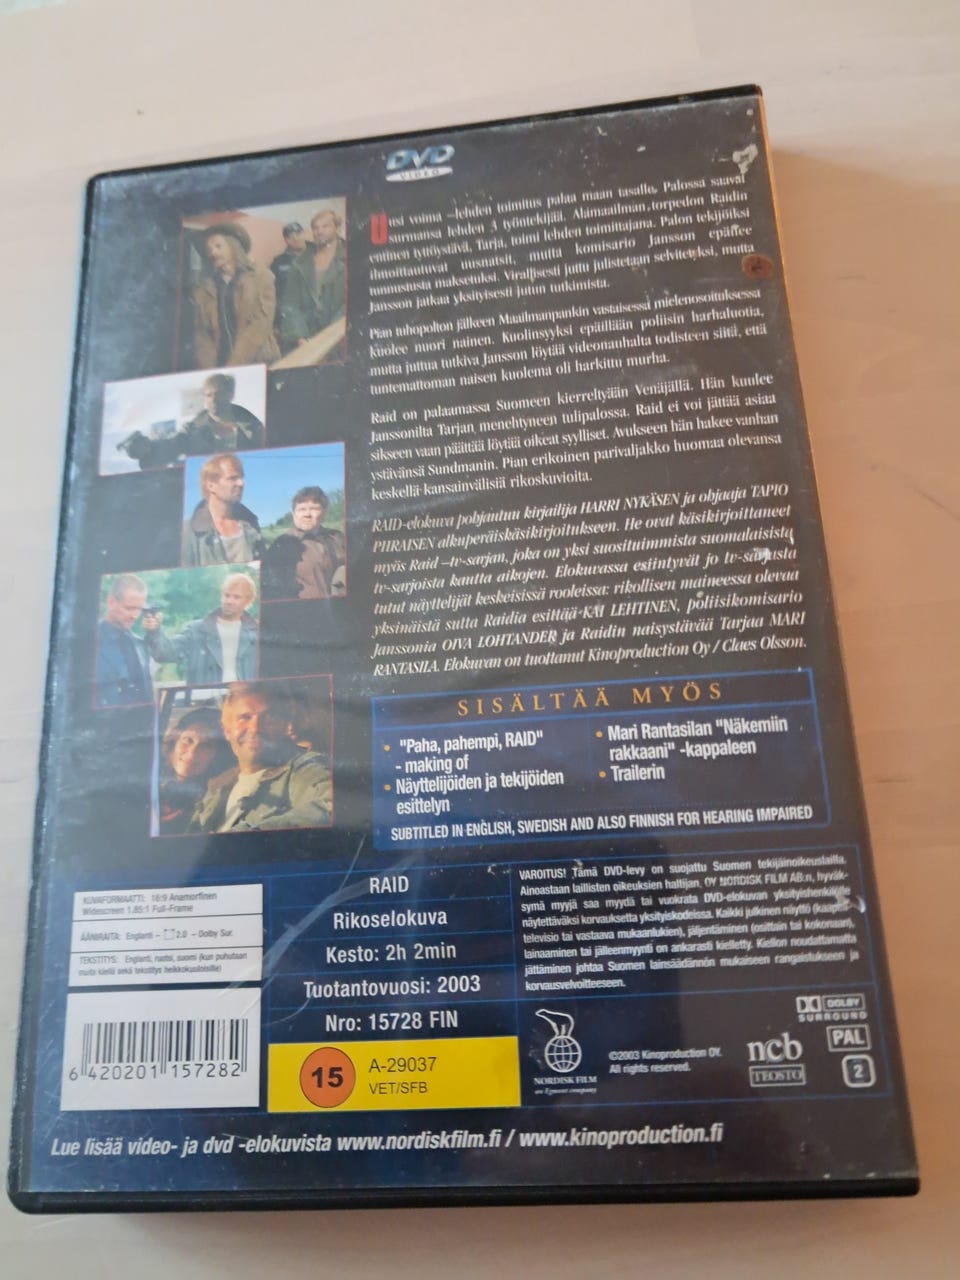 DVD
VIDEO
Uusi voima –lehden toimitus palaa maan tasalle. Palossa saavat
surmansa lehden 3 työntekijää. Alamaailman torpedon Raidin
entinen tyttöystävä, Tarja, toimi lehden toimittajana. Palon tekijöiksi
ilmoittautuvat uusnatsit, mutta komisario Jansson epäilee
tunnustusta maksetuksi. Virallisesti juttu julistetaan selvitetyksi, mutta
Jansson jatkaa yksityisesti jutun tutkimista.
Pian tuhopolton jälkeen Maailmanpankin vastaisessa mielenosoituksessa
kuolee nuori nainen. Kuolinsyyksi epäillään poliisin harhaluotia,
mutta juttua tutkiva Jansson löytää videonauhalta todisteen siitä, että
tuntemattoman naisen kuolema oli harkittu murha.
Raid on palaamassa Suomeen kierreltyään Venäjällä. Hän kuulee
Janssonilta Tarjan menehtyneen tulipalossa. Raid ei voi jättää asiaa
sikseen vaan päättää löytää oikeat syylliset. Avukseen hän hakee vanhan
ystävänsä Sundmanin. Pian erikoinen parivaljakko huomaa olevansa
keskellä kansainvälisiä rikoskuvioita.
RAID-elokuva pohjautuu kirjailija HARRI NYKÄSEN ja ohjaaja TAPIO
PIIRAISEN alkuperäiskäsikirjoitukseen. He ovat käsikirjoittaneet
myös Raid –tv-sarjan, joka on yksi suosituimmista suomalaisista
tv-sarjoista kautta aikojen. Elokuvassa esiintyvät jo tv-sarjasta
tutut näyttelijät keskeisissä rooleissa: rikollisen maineessa olevaa
yksinäistä sutta Raidia esittää KAI LEHTINEN, poliisikomisario
Janssonia OIVA LOHTANDER ja Raidin naisystävää Tarjaa MARI
RANTASILA. Elokuvan on tuottanut Kinoproduction Oy / Claes Olsson.
SISÄLTÄÄ MYÖS
• "Paha, pahempi, RAID"
- making of
• Näyttelijöiden ja tekijöiden
esittelyn
• Mari Rantasilan "Näkemiin
rakkaani" -kappaleen
• Trailerin
SUBTITLED IN ENGLISH, SWEDISH AND ALSO FINNISH FOR HEARING IMPAIRED
KUVAFORMAATTI: 16:9 Anamorfinen
Widescreen 1.85:1 Full-Frame
ÄÄNIRAITA: Englanti – 2.0 – Dolby Sur.
TEKSTITYS: Englanti, ruotsi, suomi (kun puhutaan
muita kieliä sekä tekstitys heikkokuuloisille)
6 420201 157282
RAID
Rikoselokuva
Kesto: 2h 2min
Tuotantovuosi: 2003
Nro: 15728 FIN
15
A-29037
VET/SFB
VAROITUS! Tämä DVD-levy on suojattu Suomen tekijäinoikeuslailla.
Ainoastaan laillisten oikeuksien haltijan, OY NORDISK FILM AB:n, hyväk-
symä myyjä saa myydä tai vuokrata DVD-elokuvan yksityishenkilölle
näytettäväksi korvauksetta yksityiskodeissa. Kaikki julkinen näyttö (kaapeli-
televisio tai vastaava mukaanlukien), jäljentäminen (osittain tai kokonaan),
lainaaminen tai jälleenmyynti on ankarasti kielletty. Kiellon noudattamatta
jättäminen johtaa Suomen lainsäädännön mukaiseen rangaistukseen ja
korvausvelvoitteeseen.
NORDISK FILM
an Egmont company
©2003 Kinoproduction OY.
All rights reserved.
ncb
TEOSTO
DOLBY
SURROUND
PAL
2
Lue lisää video- ja dvd -elokuvista www.nordiskfilm.fi / www.kinoproduction.fi